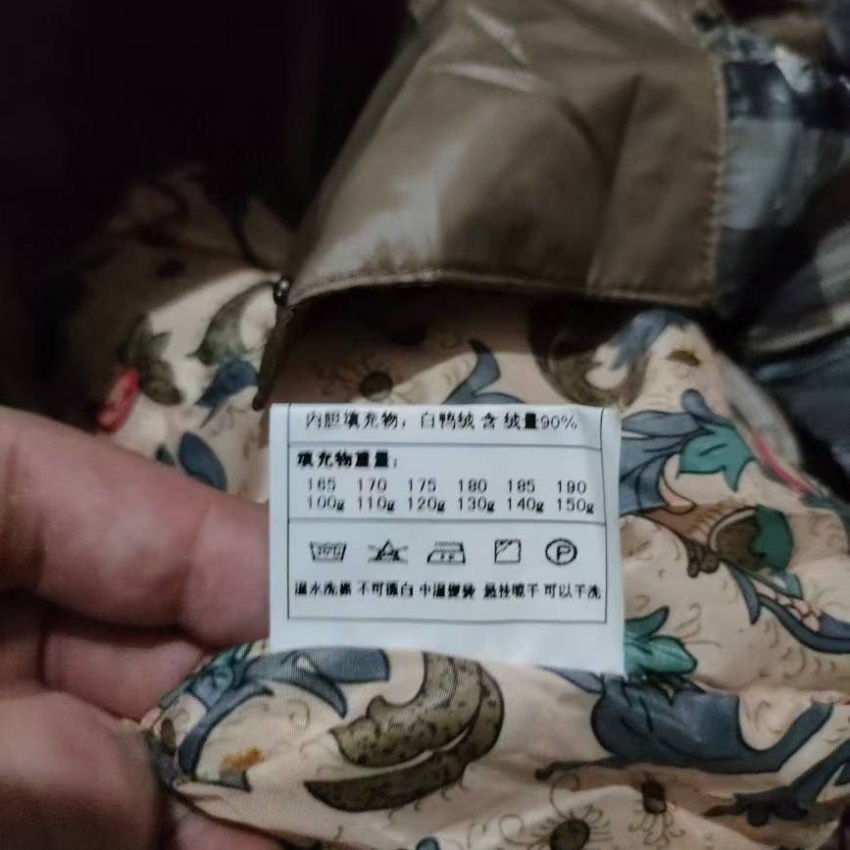 内胆填充物，白鸭绒 含 绒量90%
填充物重量：
165 170 175 180 185 190
100g 110g 120g 130g 140g 150g
P
温水洗涤 不可漂白 中温熨烫 悬挂晾干 可以干洗